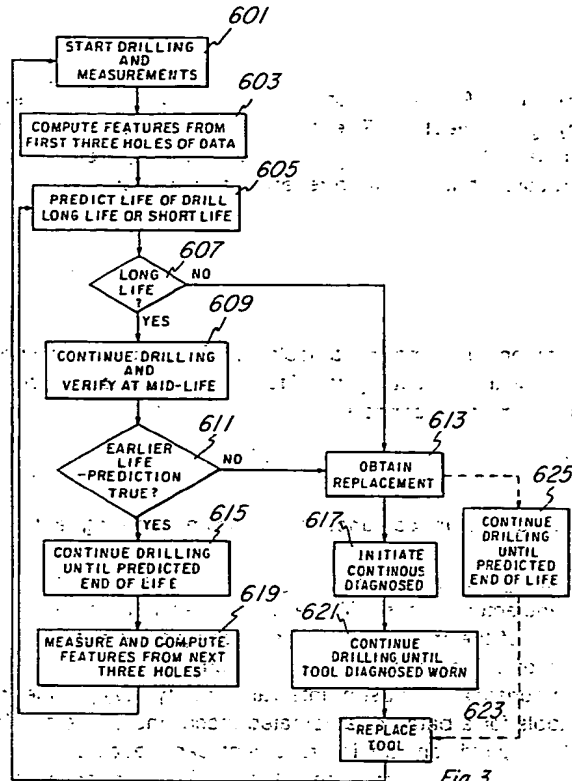 601
START DRILLING
AND
MEASUREMENTS
603
COMPUTE FEATURES FROM
FIRST THREE HOLES OF DATA
605
PREDICT LIFE OF DRILL
LONG LIFE OR SHORT LIFE
607
LONG
LIFE
?
NO
YES
609
CONTINUE DRILLING
AND
VERIFY AT MID-LIFE
611
EARLIER
LIFE
-PREDICTION
TRUE?
NO
YES
613
OBTAIN
REPLACEMENT
625
CONTINUE
DRILLING
UNTIL
PREDICTED
END OF LIFE
615
CONTINUE DRILLING
UNTIL PREDICTED
END OF LIFE
617
INITIATE
CONTINOUS
DIAGNOSED
619
MEASURE AND COMPUTE
FEATURES FROM NEXT
THREE HOLES
621
CONTINUE
DRILLING UNTIL
TOOL DIAGNOSED WORN
623
REPLACE
TOOL
Fig. 3